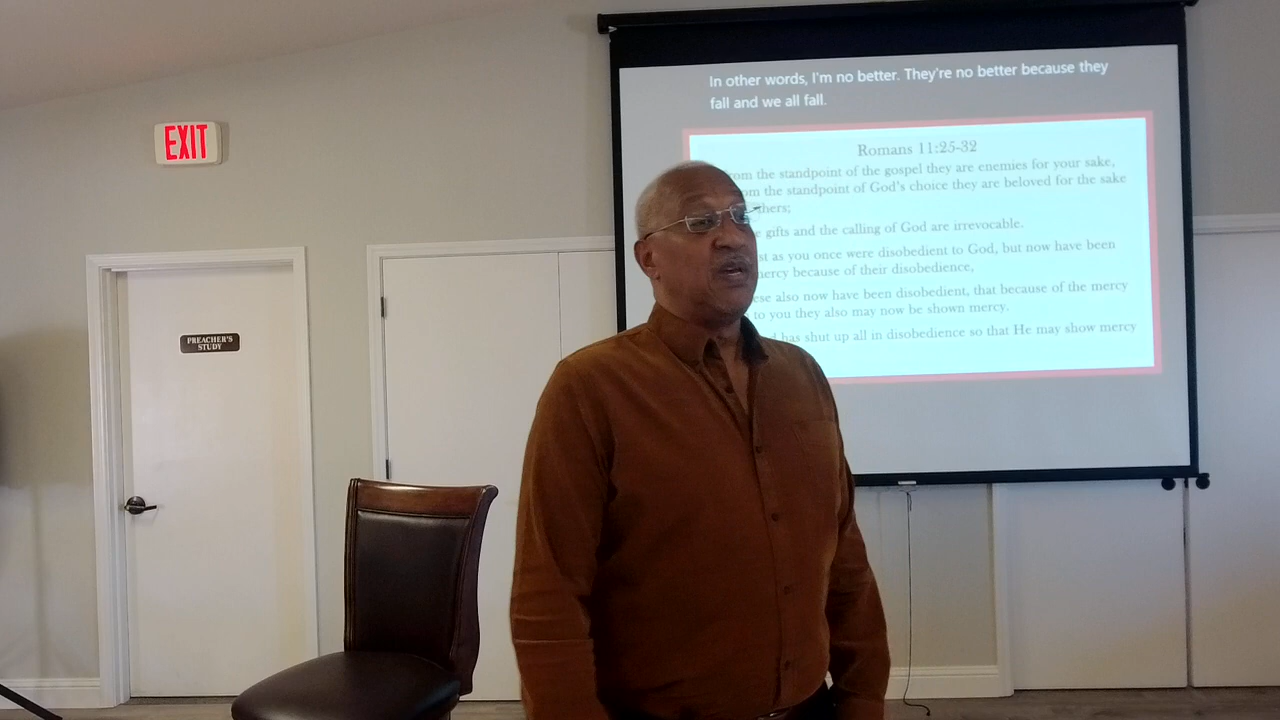 In other words, I'm no better. They're no better because they
fall and we all fall.
EXIT
Romans 11:25-32
the standpoint of the gospel they are enemies for your sake,
the standpoint of God's choice they are beloved for the sake
gifts and the calling of God are irrevocable.
as you once were disobedient to God, but now have been
because of their disobedience,
also now have been disobedient, that because of the mercy
to you they also may now be shown mercy.
has shut up all in disobedience so that He may show mercy
PREACHER'S
STUDY